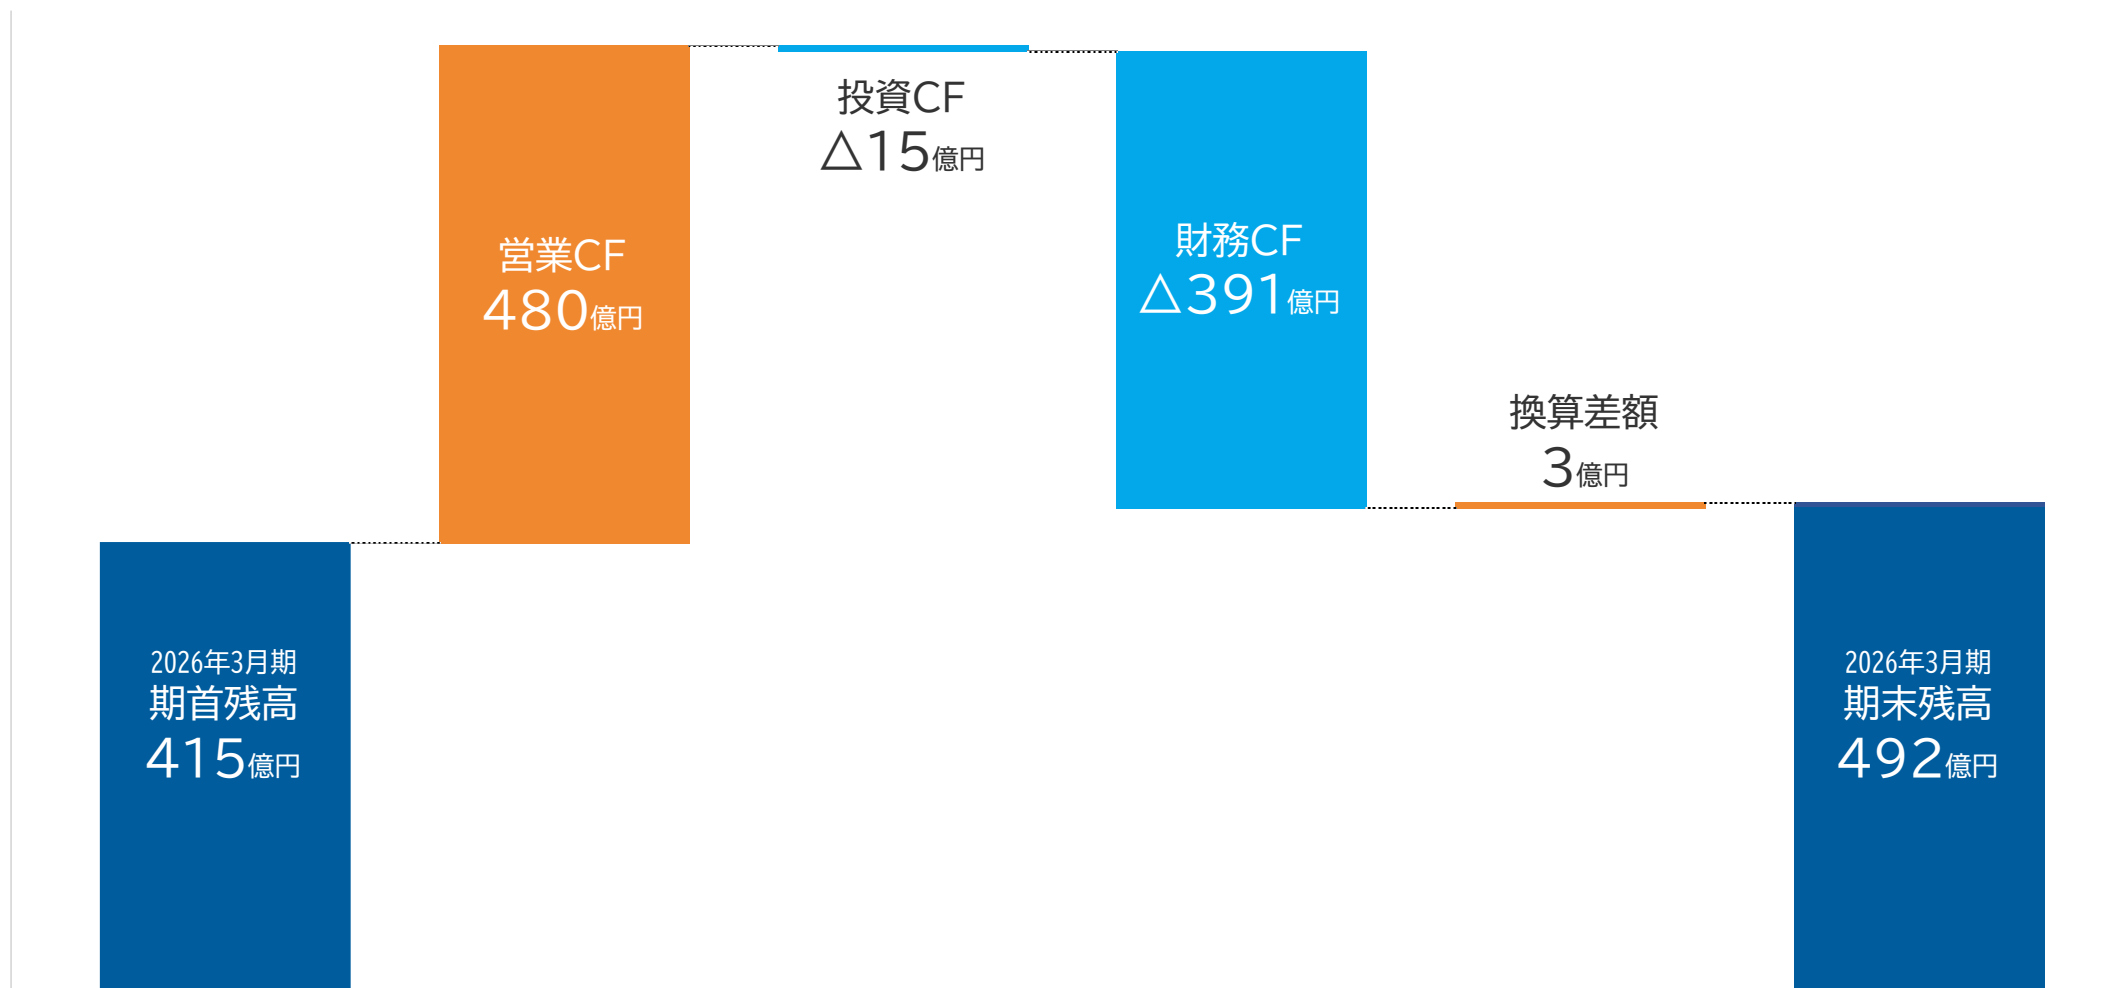 投資CF
△15億円
営業CF
480億円
財務CF
△391億円
換算差額
3億円
2026年3月期
期首残高
415億円
2026年3月期
期末残高
492億円